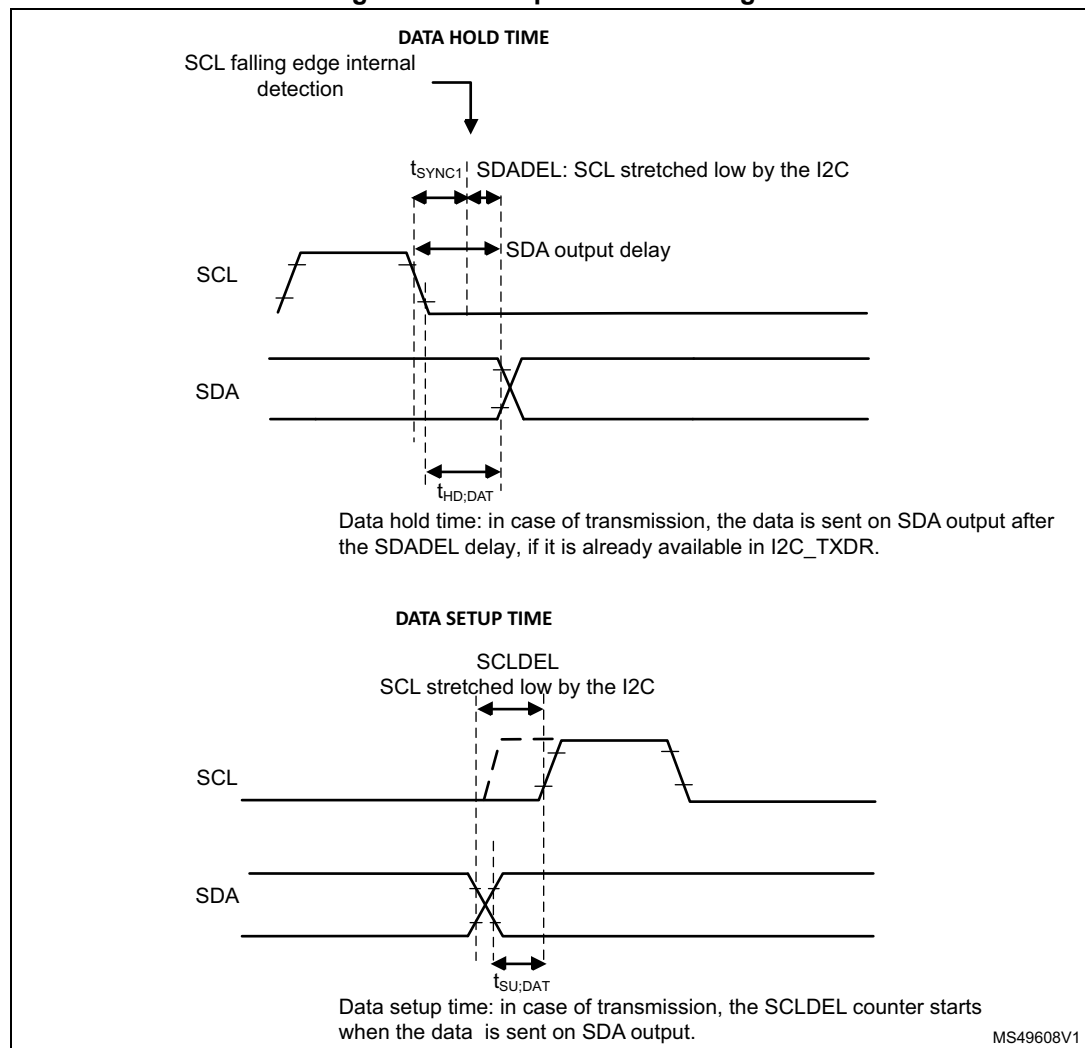 DATA HOLD TIME
SCL falling edge internal
detection
tSYNC1
SDADEL: SCL stretched low by the I2C
SDA output delay
SCL
SDA
tHD;DAT
Data hold time: in case of transmission, the data is sent on SDA output after
the SDADEL delay, if it is already available in I2C_TXDR.
DATA SETUP TIME
SCLDEL
SCL stretched low by the I2C
SCL
SDA
tSU;DAT
Data setup time: in case of transmission, the SCLDEL counter starts
when the data is sent on SDA output.
MS49608V1